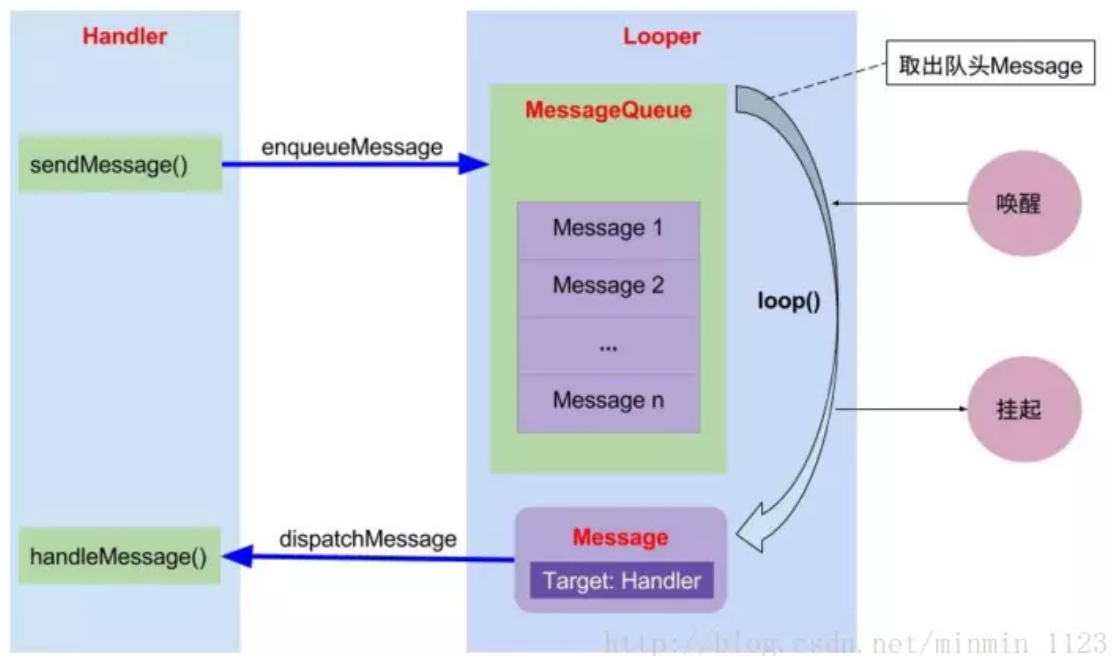 Handler
Looper
取出队头Message
MessageQueue
enqueueMessage
sendMessage()
唤醒
Message 1
Message 2
loop()
...
Message n
挂起
dispatchMessage
Message
handleMessage()
Target: Handler
http://blog.csdn.net/minmin_1123